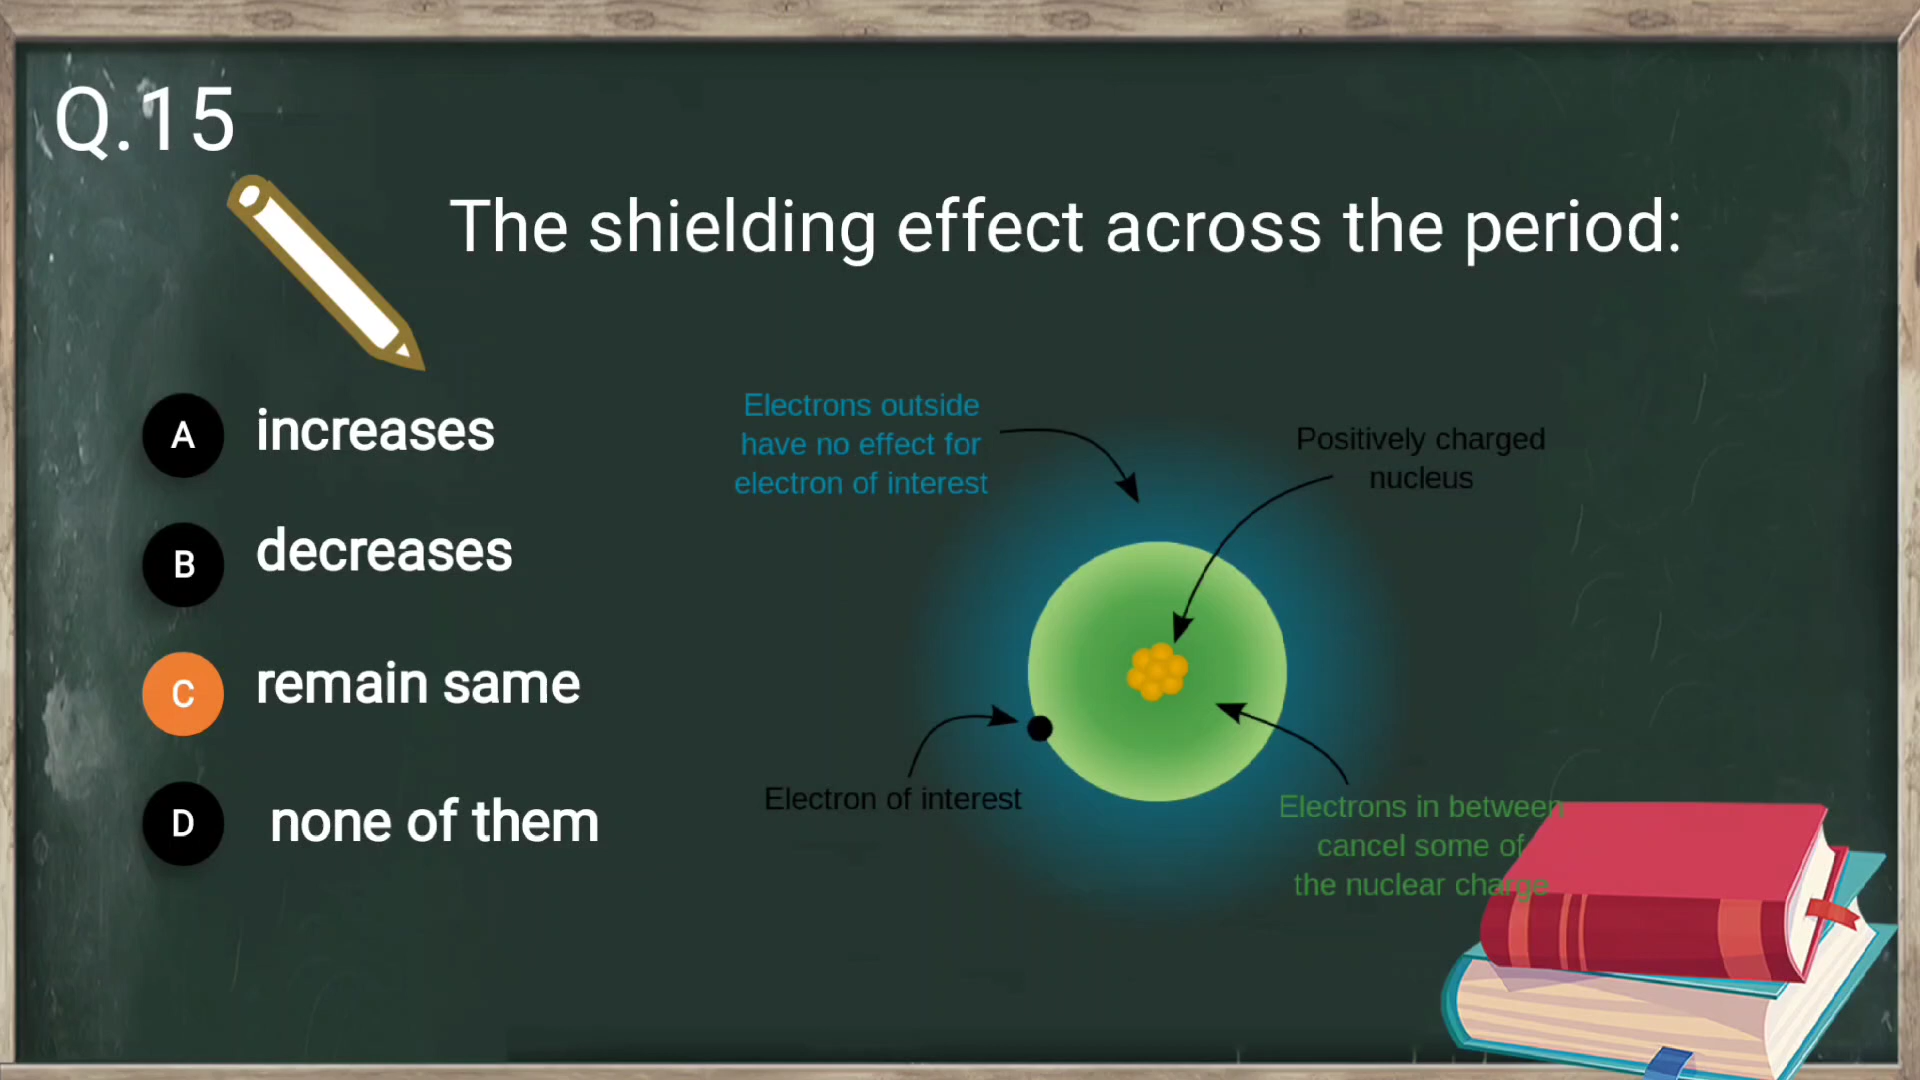 Q.15
The shielding effect across the period:
A increases
B decreases
C remain same
D none of them
Electrons outside
have no effect for
electron of interest
Positively charged
nucleus
Electron of interest
Electrons in between
cancel some of
the nuclear charge